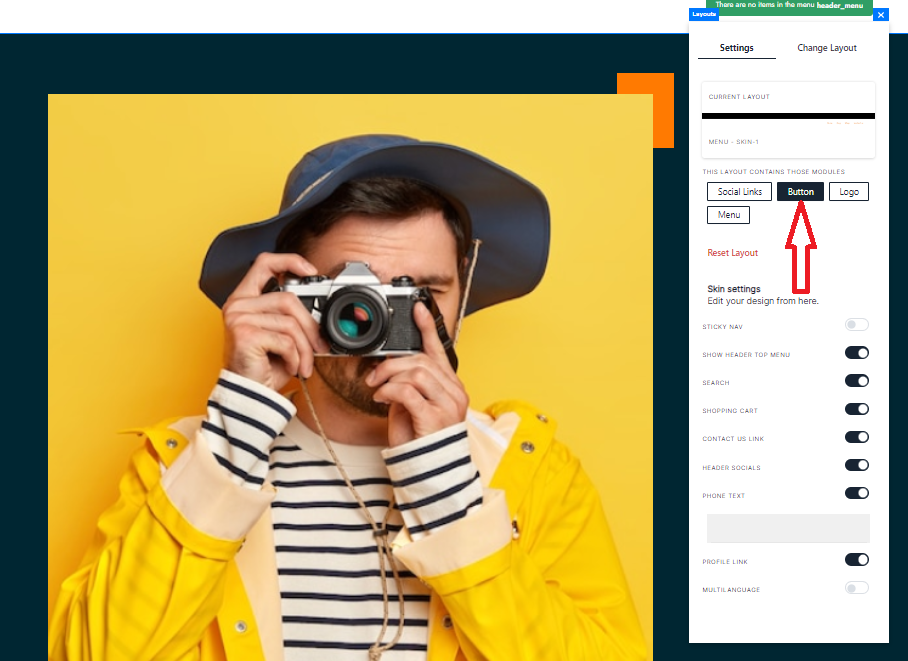 There are no items in the menu header_menu
Layouts
Settings
Change Layout
CURRENT LAYOUT
MENU - SKIN-1
THIS LAYOUT CONTAINS THOSE MODULES
Social Links
Button
Logo
Menu
Reset Layout
Skin settings
Edit your design from here.
STICKY NAV
SHOW HEADER TOP MENU
SEARCH
SHOPPING CART
CONTACT US LINK
HEADER SOCIALS
PHONE TEXT
PROFILE LINK
MULTILANGUAGE